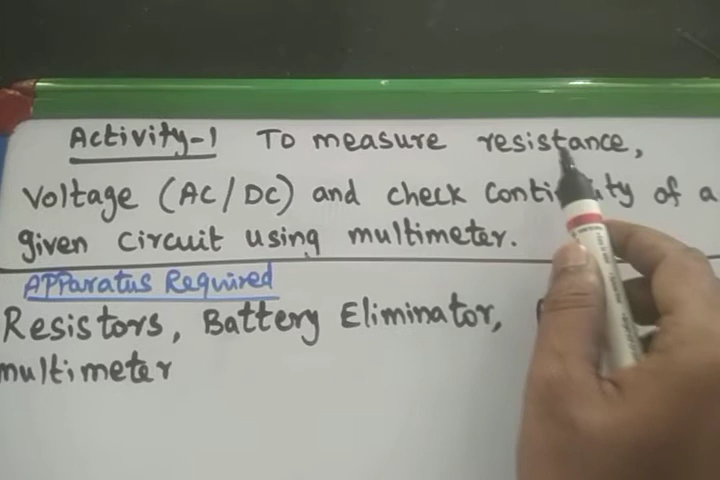 Activity-1 To measure resistance,
Voltage (AC/DC) and check of a
given circuit using multimeter.
Apparatus Required
Resistors, Battery Eliminator,
multimeter